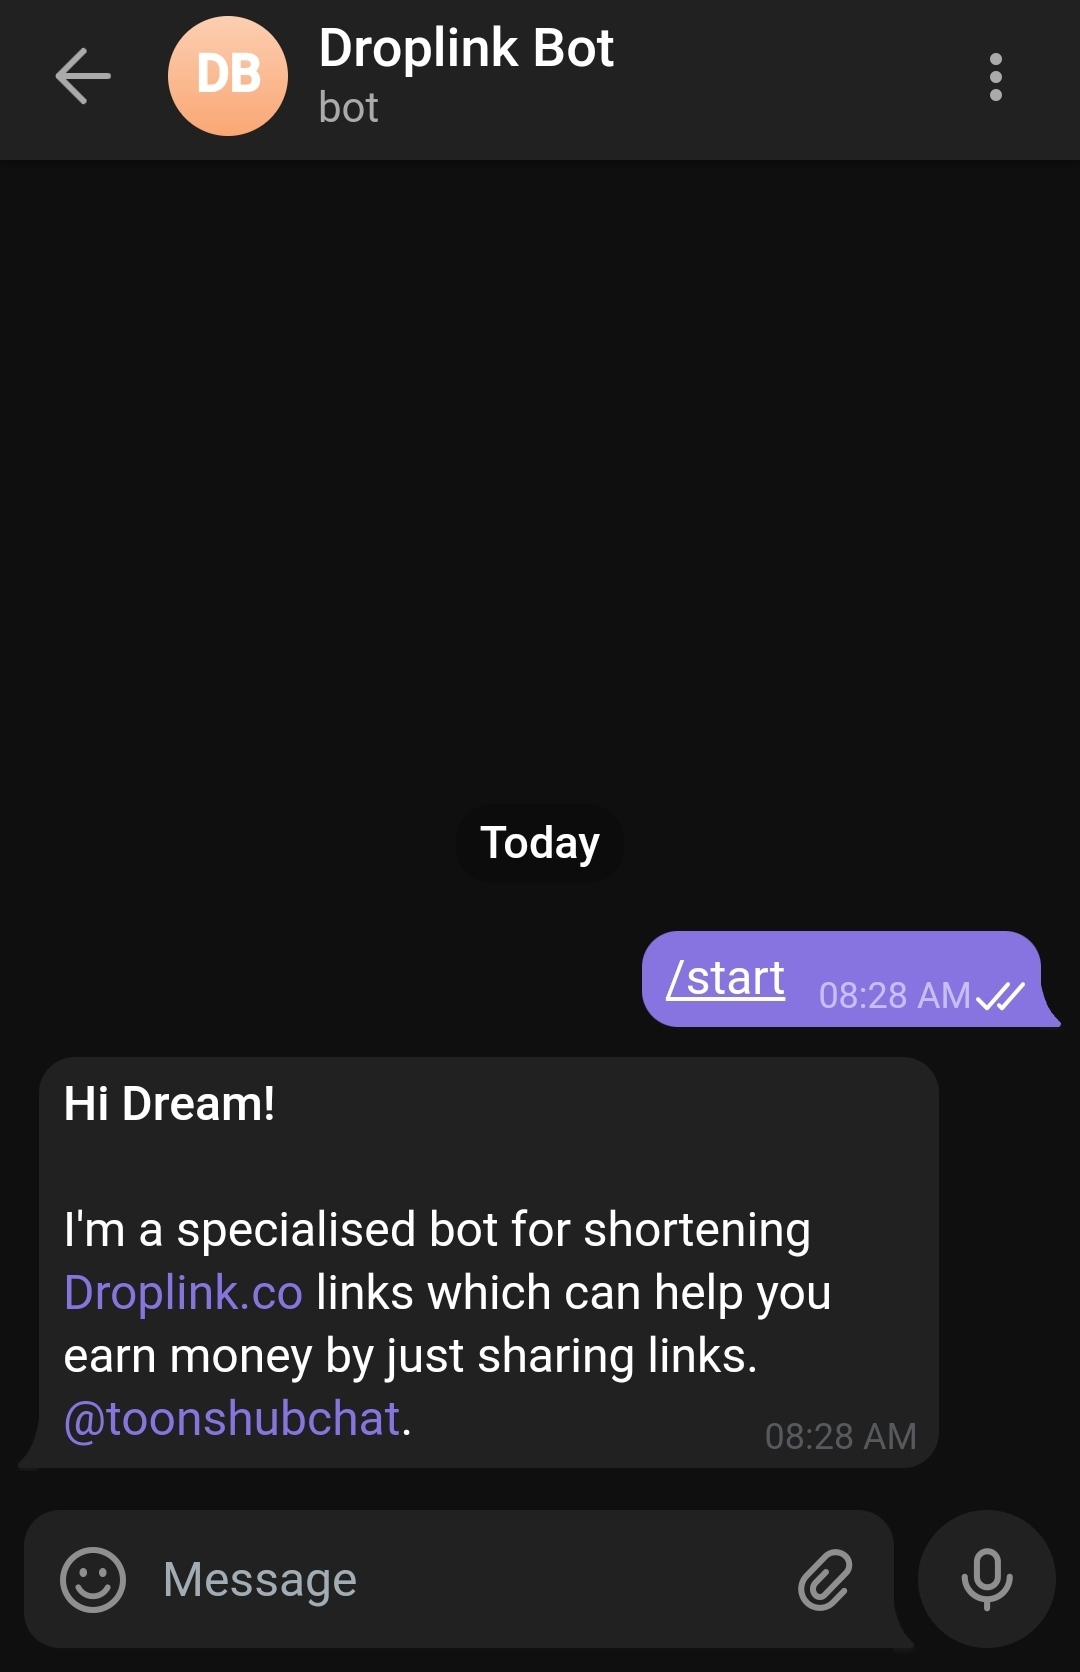 DB
Droplink Bot
bot
Today
/start
08:28 AM
Hi Dream!
I'm a specialised bot for shortening
Droplink.co links which can help you
earn money by just sharing links.
@toonshubchat.
08:28 AM
Message